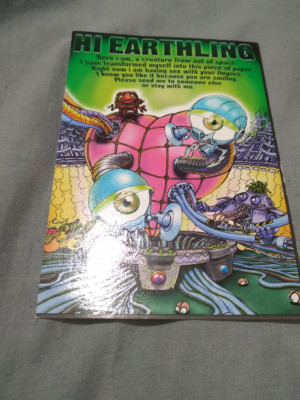 HI EARTHLING
Here i am, a creature from out of space.
I have transformed myself into this piece of paper.
Right now i am having sex with your fingers.
I know you like it because you are smiling.
Please send me to someone else
or stay with me.